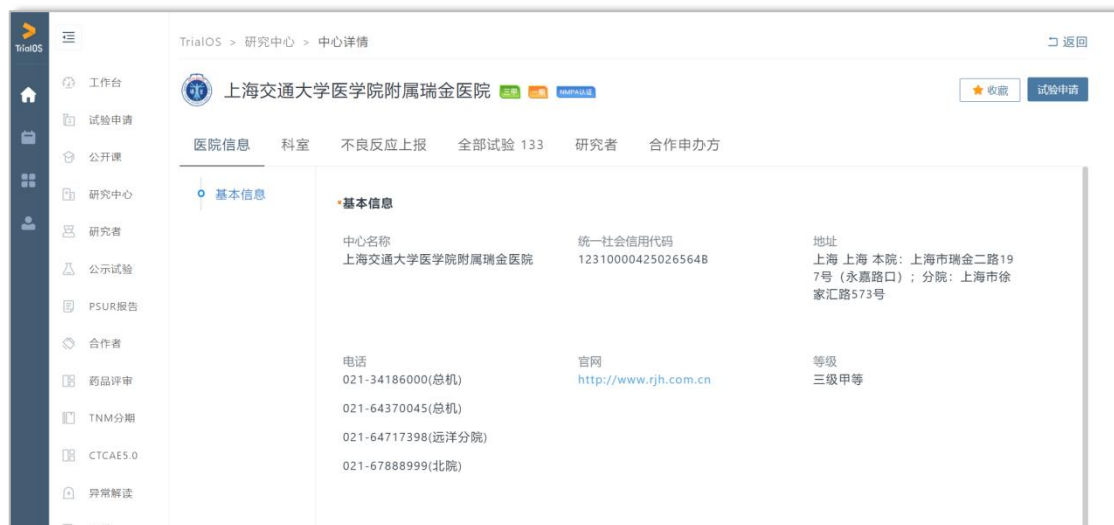 TrialOS
TrialOS > 研究中心 > 中心详情
返回
上海交通大学医学院附属瑞金医院 三甲 一期 NMPA认证
收藏
试验申请
医院信息 科室 不良反应上报 全部试验 133 研究者 合作申办方
工作台
试验申请
公开课
研究中心
研究者
公示试验
PSUR报告
合作者
药品评审
TNM分期
CTCAE5.0
异常解读
基本信息
*基本信息
中心名称
上海交通大学医学院附属瑞金医院
统一社会信用代码
12310000425026564B
地址
上海 上海 本院：上海市瑞金二路19
7号（永嘉路口）；分院：上海市徐
家汇路573号
电话
021-34186000(总机)
021-64370045(总机)
021-64717398(远洋分院)
021-67888999(北院)
官网
http://www.rjh.com.cn
等级
三级甲等